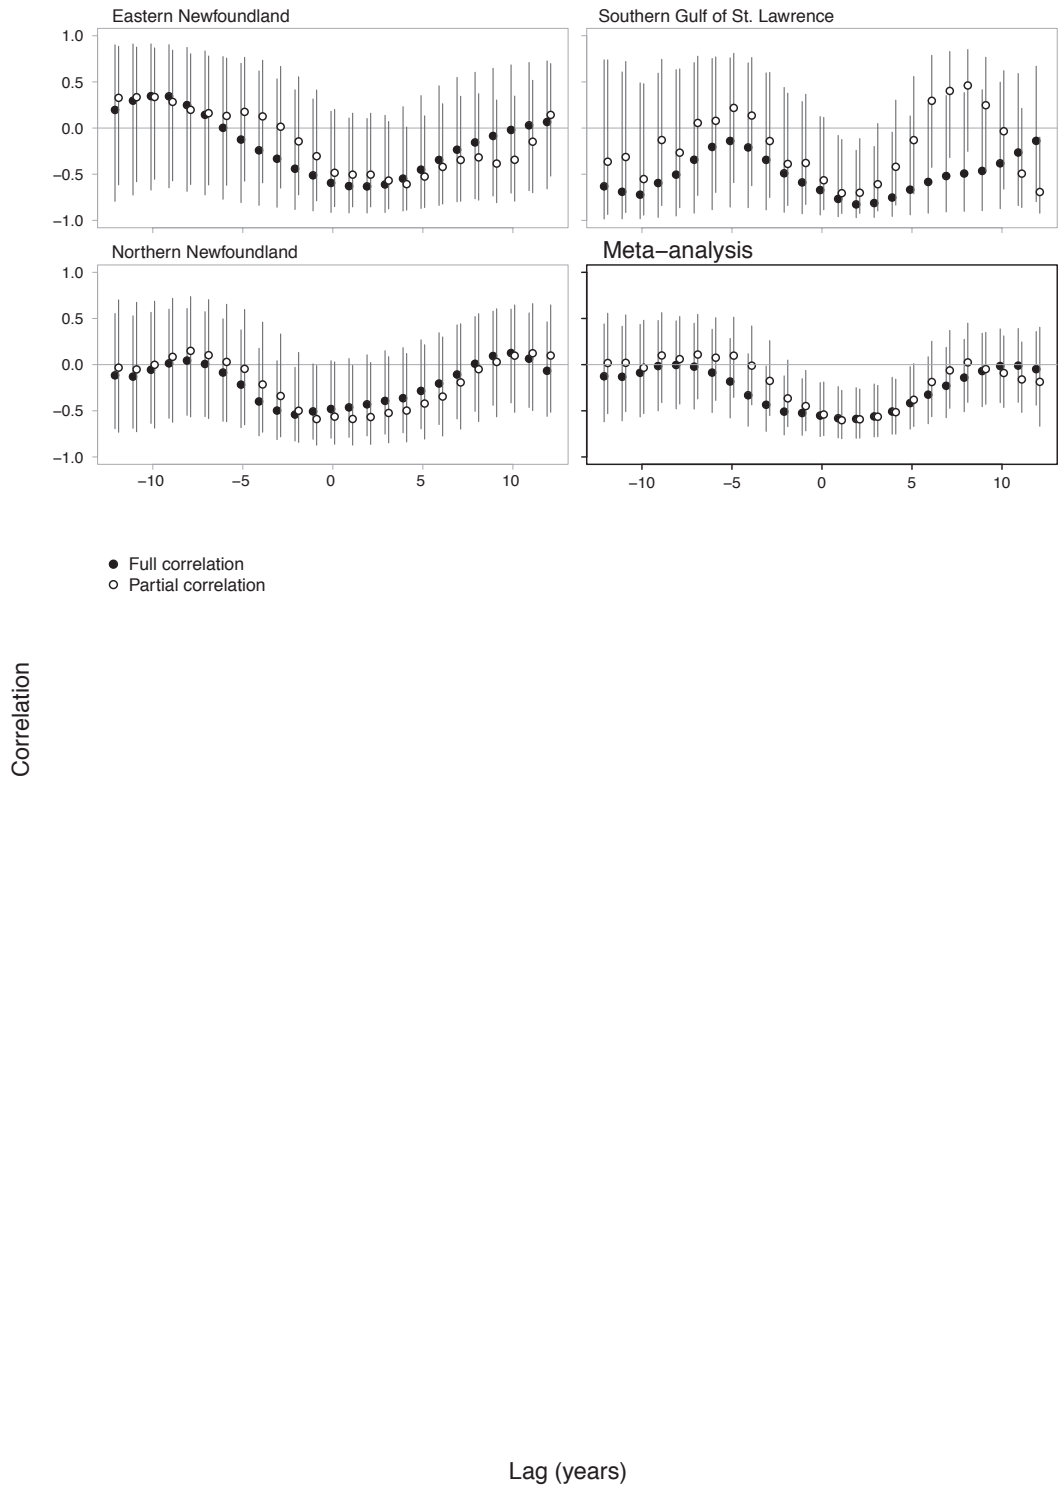 Eastern Newfoundland
Southern Gulf of St. Lawrence
1.0
0.5
0.0
−0.5
−1.0
Northern Newfoundland
Meta−analysis
1.0
0.5
0.0
−0.5
−1.0
−10 −5 0 5 10
−10 −5 0 5 10
Full correlation
Partial correlation
Correlation
Lag (years)